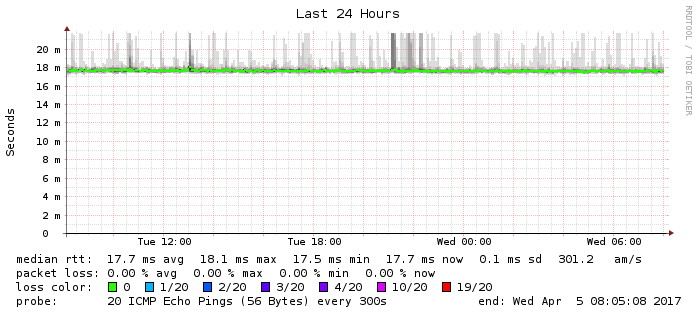 Last 24 Hours
RRDTOOL / TOBI OETIKER
Seconds
20 m
18 m
16 m
14 m
12 m
10 m
8 m
6 m
4 m
2 m
0
Tue 12:00 Tue 18:00 Wed 00:00 Wed 06:00
median rtt: 17.7 ms avg 18.1 ms max 17.5 ms min 17.7 ms now 0.1 ms sd 301.2 am/s
packet loss: 0.00 % avg 0.00 % max 0.00 % min 0.00 % now
loss color: 0 1/20 2/20 3/20 4/20 10/20 19/20
probe: 20 ICMP Echo Pings (56 Bytes) every 300s end: Wed Apr 5 08:05:08 2017